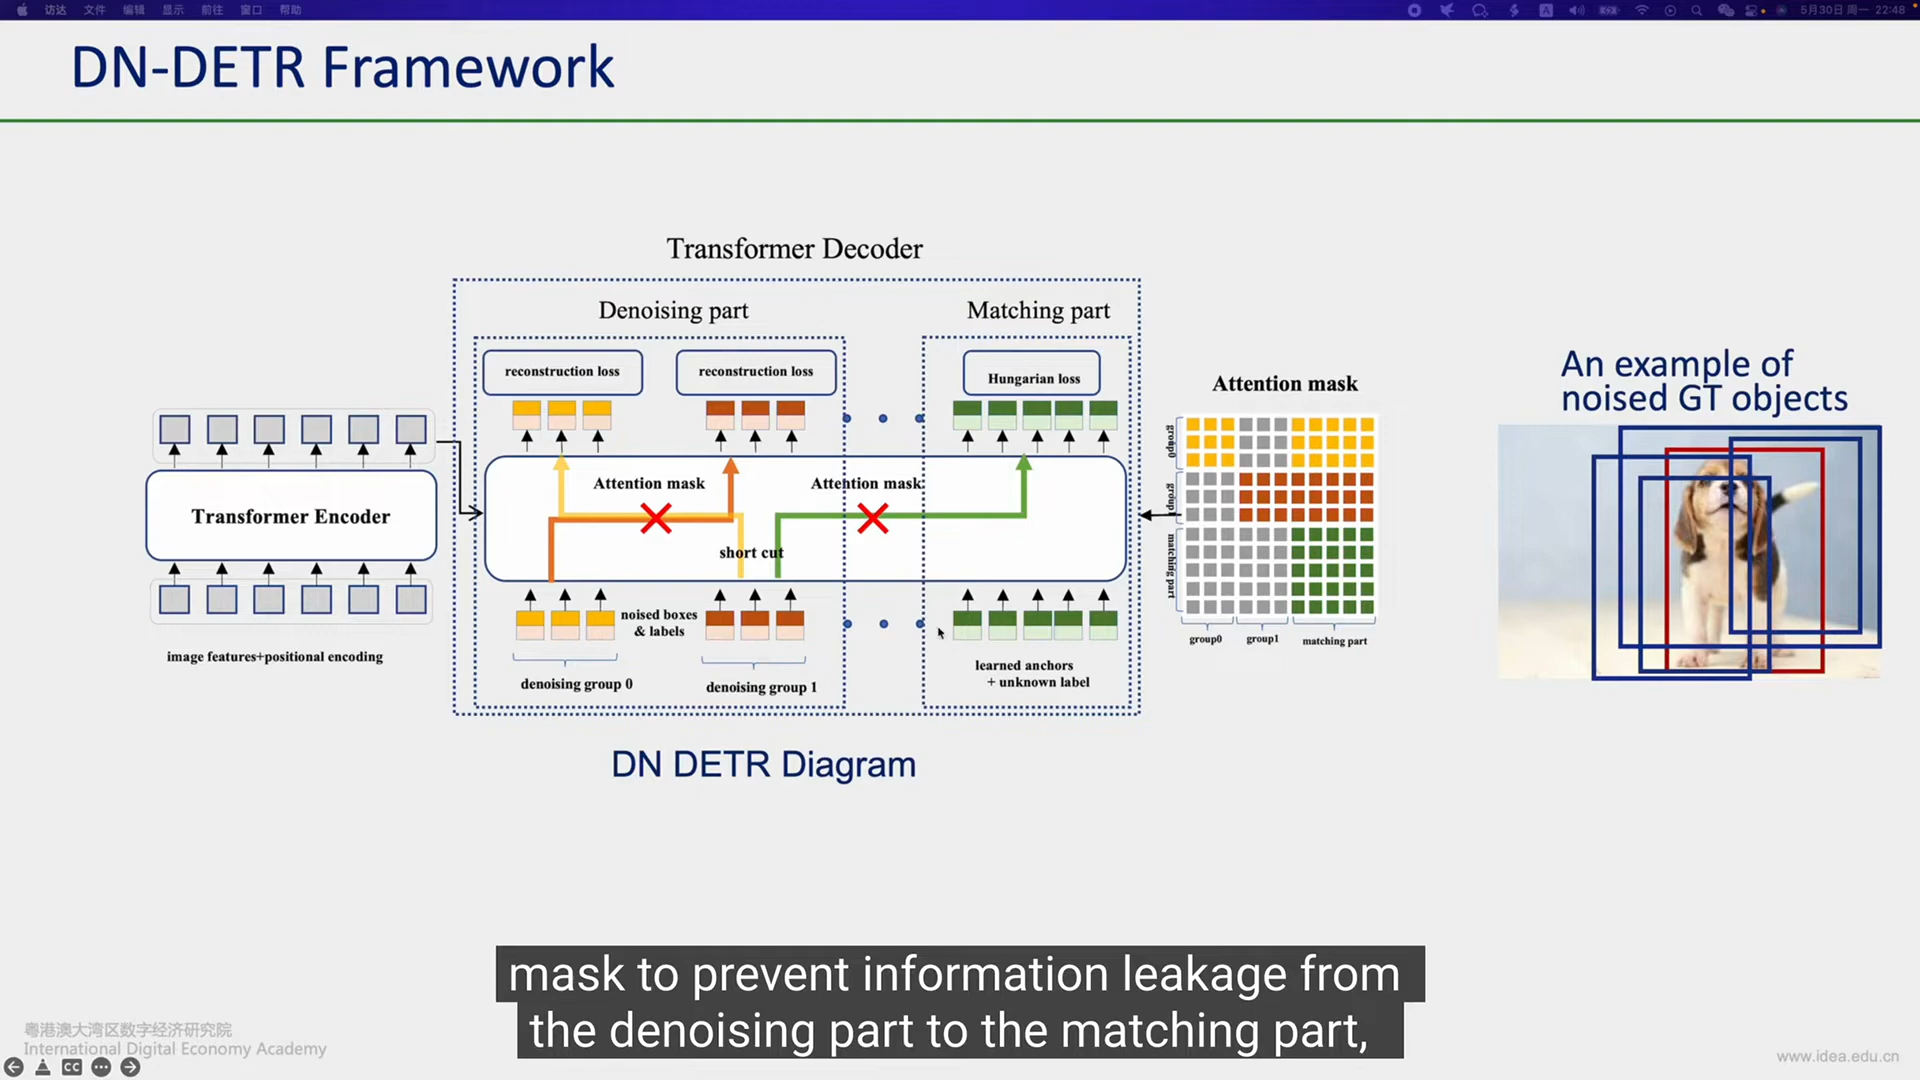 访达 文件 编辑 显示 前往 窗口 帮助
A
5月30日 周一 22:48
DN-DETR Framework
Transformer Decoder
Denoising part
Matching part
reconstruction loss
reconstruction loss
Hungarian loss
Attention mask
An example of
noised GT objects
Attention mask
Attention mask
group0
group1
matching part
Transformer Encoder
short cut
noised boxes
& labels
group0
group1
matching part
image features+positional encoding
learned anchors
+ unknown label
denoising group 0
denoising group 1
DN DETR Diagram
mask to prevent information leakage from
the denoising part to the matching part,
粤港澳大湾区数字经济研究院
International Digital Economy Academy
www.idea.edu.cn
CC